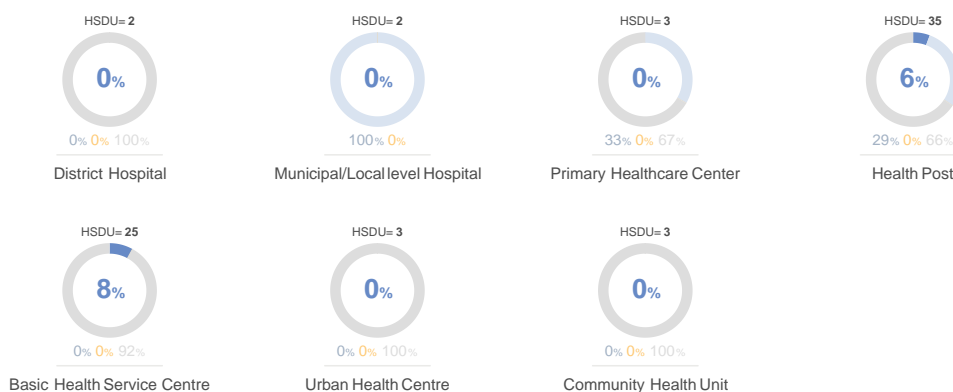 HSDU= 2
0%
0% 0% 100%
District Hospital
HSDU= 2
0%
100% 0%
Municipal/Local level Hospital
HSDU= 3
0%
33% 0% 67%
Primary Healthcare Center
HSDU= 35
6%
29% 0% 66%
Health Post
HSDU= 25
8%
0% 0% 92%
Basic Health Service Centre
HSDU= 3
0%
0% 0% 100%
Urban Health Centre
HSDU= 3
0%
0% 0% 100%
Community Health Unit